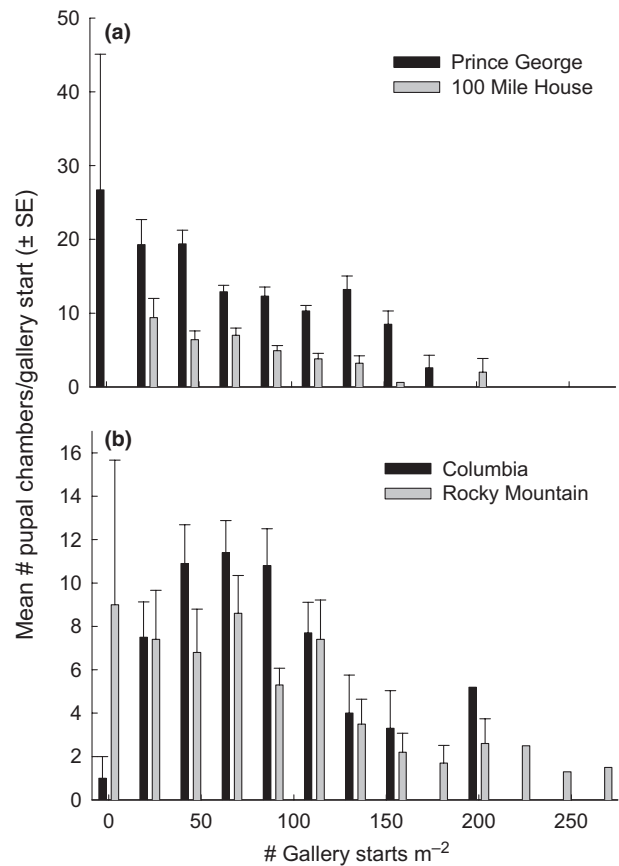 50
(a)
Prince George
100 Mile House
40
30
20
10
0
Mean # pupal chambers/gallery start (± SE)
(b)
16
Columbia
Rocky Mountain
14
12
10
8
6
4
2
0
0 50 100 150 200 250
# Gallery starts m⁻²